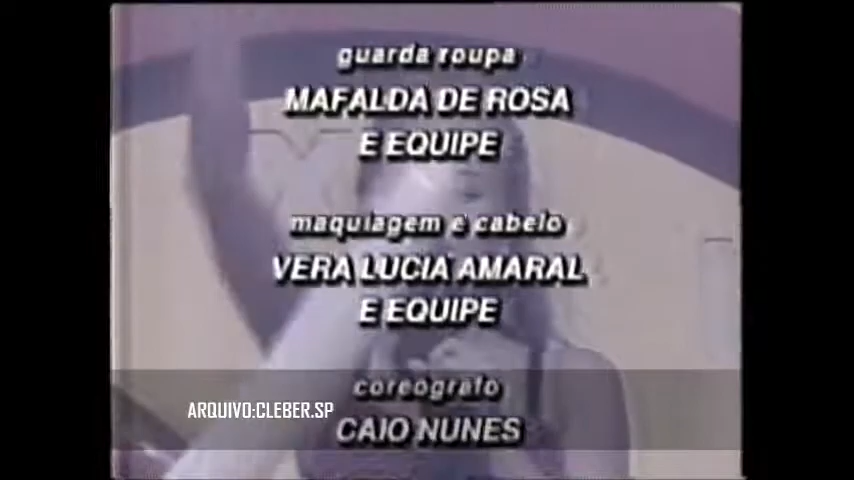 guarda roupa
MAFALDA DE ROSA
E EQUIPE
maquiagem e cabelo
VERA LUCIA AMARAL
E EQUIPE
coreografo
ARQUIVO:CLEBER.SP
CAIO NUNES